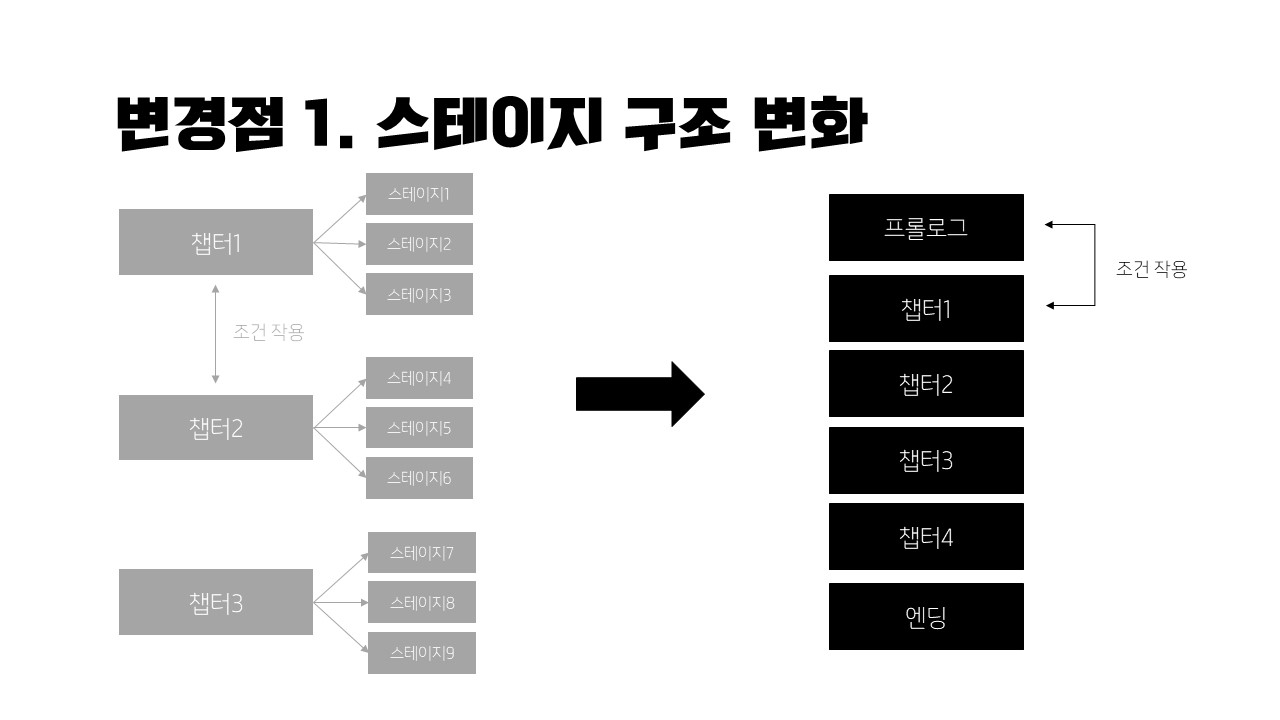 변경점 1. 스테이지 구조 변화
챕터1
스테이지1
스테이지2
스테이지3
조건 작용
챕터2
스테이지4
스테이지5
스테이지6
챕터3
스테이지7
스테이지8
스테이지9
프롤로그
챕터1
조건 작용
챕터2
챕터3
챕터4
엔딩